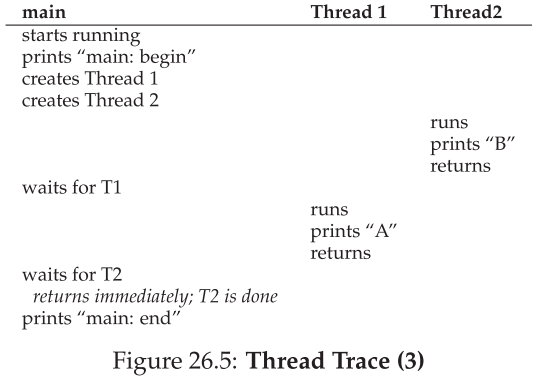 main Thread 1 Thread2
starts running
prints “main: begin”
creates Thread 1
creates Thread 2
runs
prints “B”
returns
waits for T1
runs
prints “A”
returns
waits for T2
returns immediately; T2 is done
prints “main: end”
Figure 26.5: Thread Trace (3)